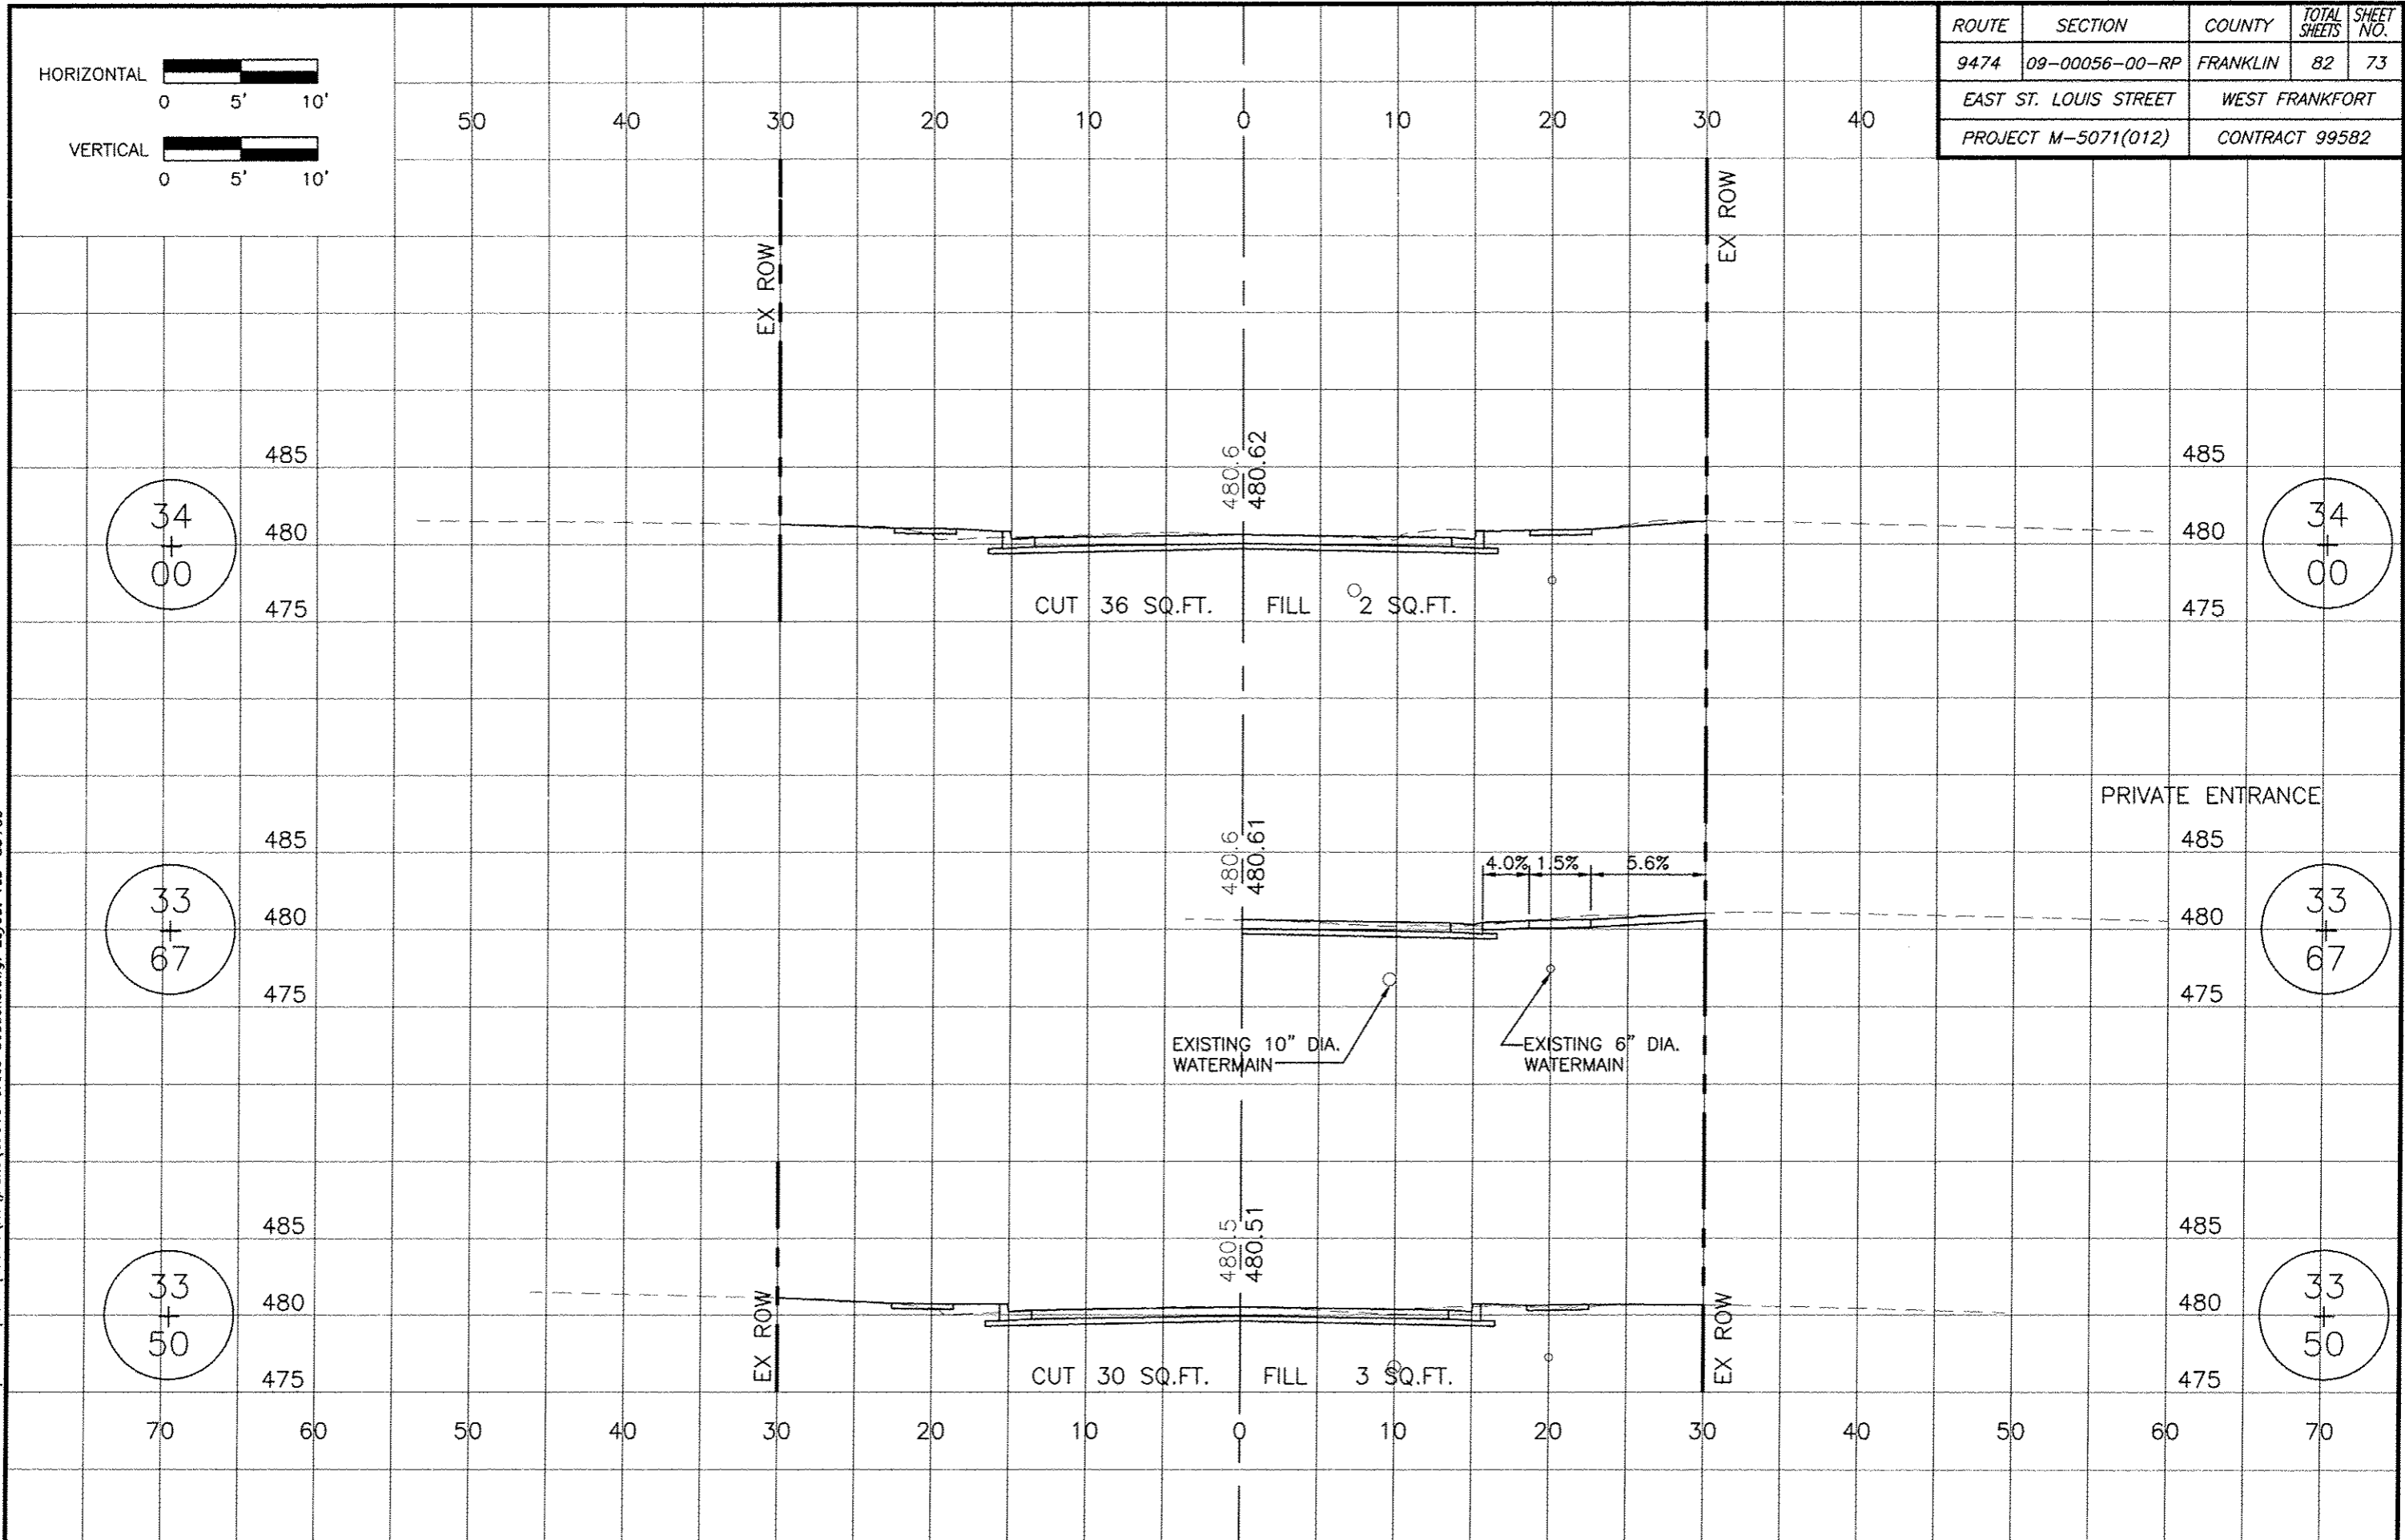 ROUTE SECTION COUNTY TOTAL SHEETS SHEET NO.
9474 09-00056-00-RP FRANKLIN 82 73
EAST ST. LOUIS STREET WEST FRANKFORT
PROJECT M-5071(012) CONTRACT 99582
HORIZONTAL
0 5' 10'
VERTICAL
0 5' 10'
50 40 30 20 10 0 10 20 30 40
EX ROW
EX ROW
480.6
480.62
485 485
34 + 00
480 480
34 + 00
475 475
CUT 36 SQ.FT. FILL 2 SQ.FT.
PRIVATE ENTRANCE
480.6
480.61
485 485
4.0% 1.5% 5.6%
33 + 67
480 480
33 + 67
475 475
EXISTING 10" DIA.
WATERMAIN
EXISTING 6" DIA.
WATERMAIN
480.5
480.51
485 485
33 + 50
480 480
33 + 50
EX ROW
EX ROW
475 475
CUT 30 SQ.FT. FILL 3 SQ.FT.
70 60 50 40 30 20 10 0 10 20 30 40 50 60 70